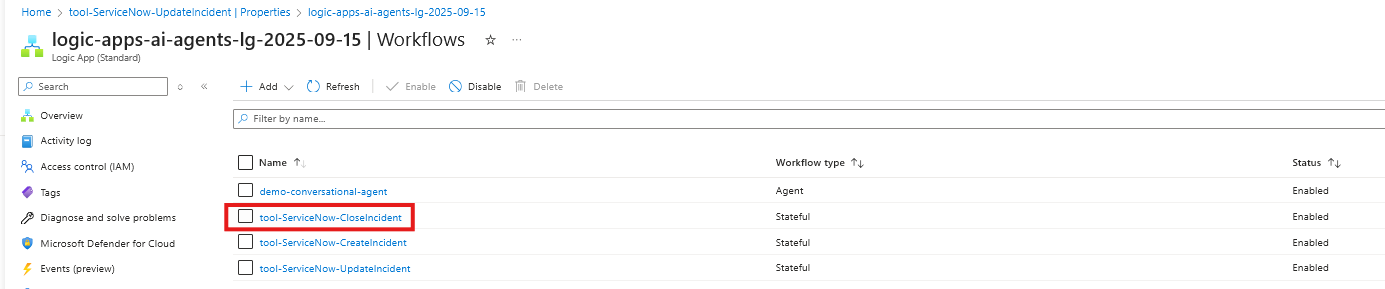 Home > tool-ServiceNow-UpdateIncident | Properties > logic-apps-ai-agents-lg-2025-09-15
logic-apps-ai-agents-lg-2025-09-15 | Workflows
Logic App (Standard)
Search
Add
Refresh
Enable
Disable
Delete
Filter by name...
Overview
Activity log
Access control (IAM)
Tags
Diagnose and solve problems
Microsoft Defender for Cloud
Events (preview)
Name Workflow type Status
demo-conversational-agent Agent Enabled
tool-ServiceNow-CloseIncident Stateful Enabled
tool-ServiceNow-CreateIncident Stateful Enabled
tool-ServiceNow-UpdateIncident Stateful Enabled